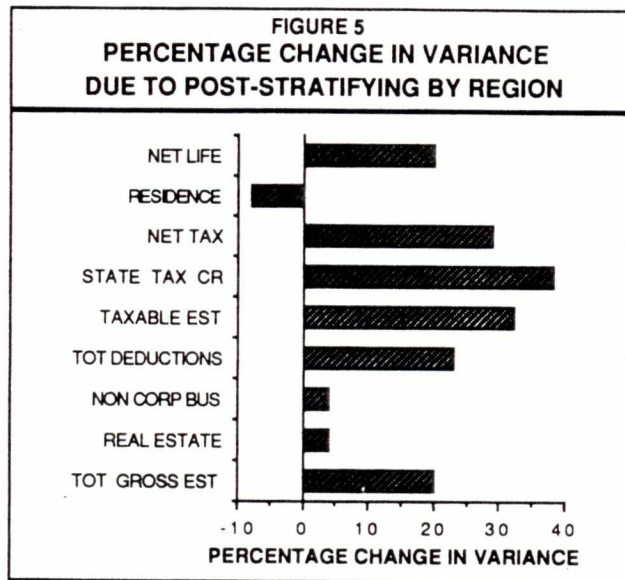 FIGURE 5
PERCENTAGE CHANGE IN VARIANCE
DUE TO POST-STRATIFYING BY REGION
NET LIFE
RESIDENCE
NET TAX
STATE TAX CR
TAXABLE EST
TOT DEDUCTIONS
NON CORP BUS
REAL ESTATE
TOT GROSS EST
-10 0 10 20 30 40
PERCENTAGE CHANGE IN VARIANCE